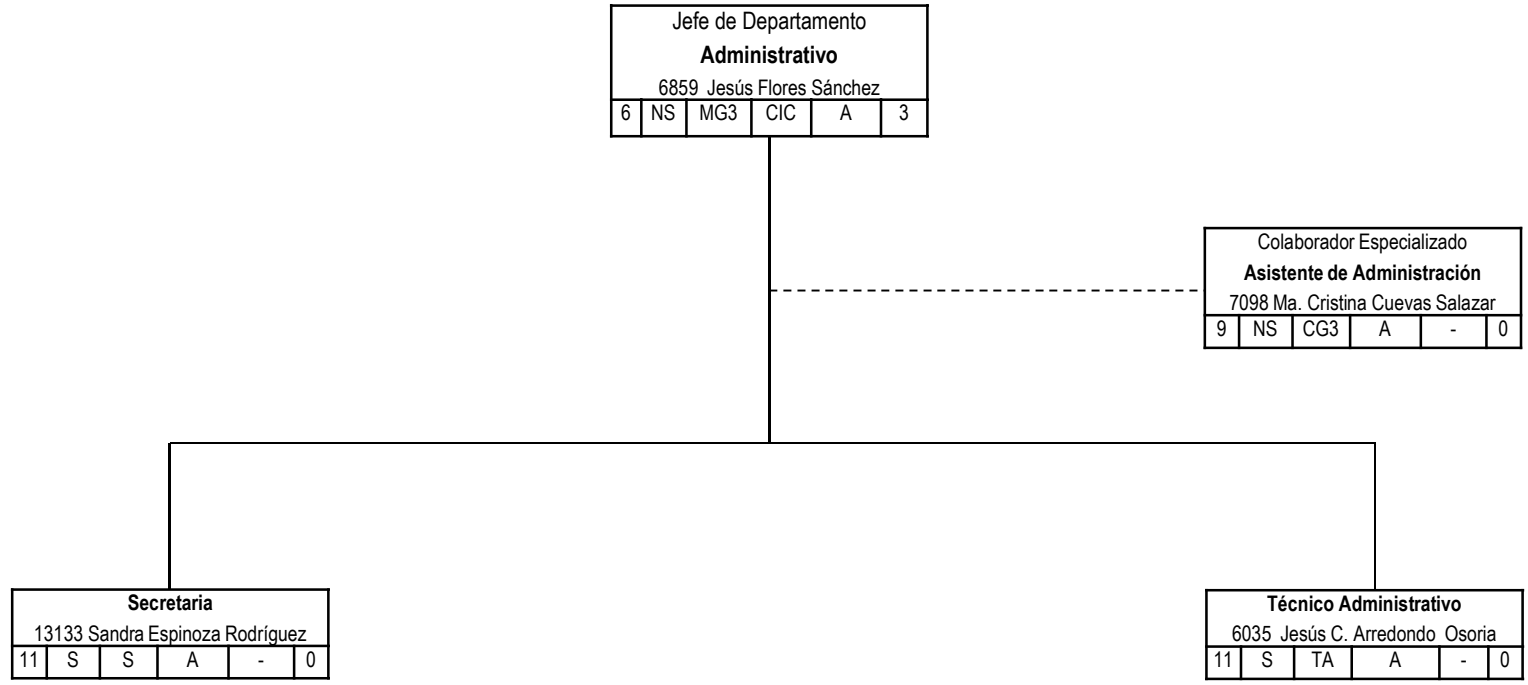 Jefe de Departamento
Administrativo
6859 Jesús Flores Sánchez
6 NS MG3 CIC A 3
Colaborador Especializado
Asistente de Administración
7098 Ma. Cristina Cuevas Salazar
9 NS CG3 A - 0
Secretaria
13133 Sandra Espinoza Rodríguez
11 S S A - 0
Técnico Administrativo
6035 Jesús C. Arredondo Osoria
11 S TA A - 0